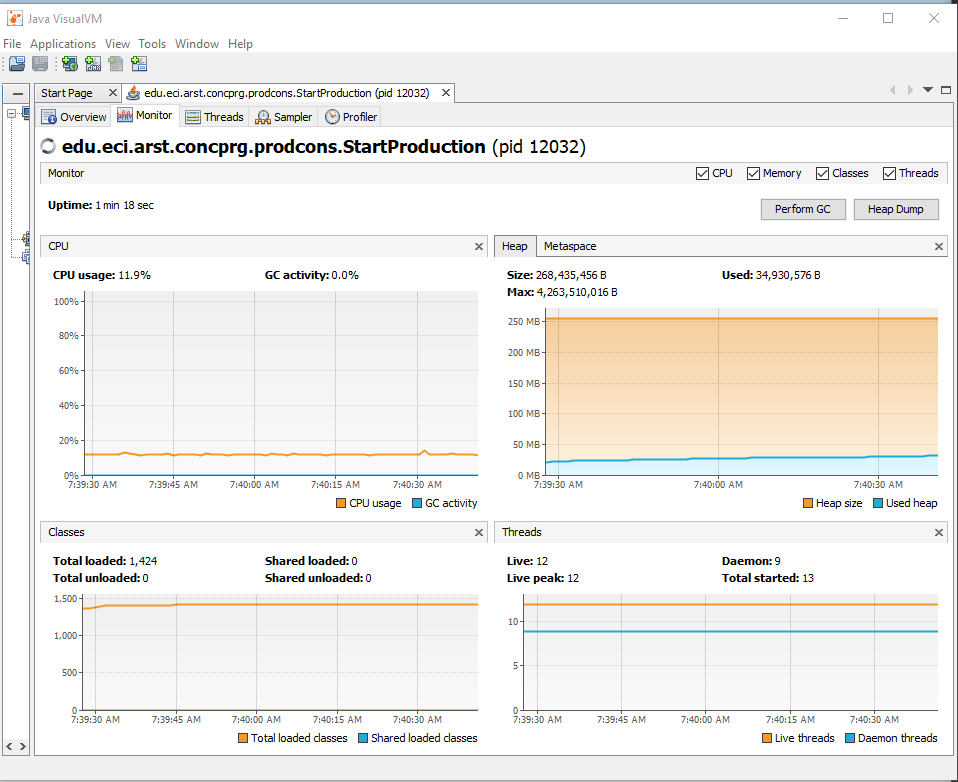 Java VisualVM
File Applications View Tools Window Help
Start Page edu.eci.arst.concprg.prodcons.StartProduction (pid 12032)
Overview Monitor Threads Sampler Profiler
edu.eci.arst.concprg.prodcons.StartProduction (pid 12032)
Monitor CPU Memory Classes Threads
Uptime: 1 min 18 sec
Perform GC Heap Dump
CPU
CPU usage: 11.9% GC activity: 0.0%
100%
80%
60%
40%
20%
0%
7:39:30 AM 7:39:45 AM 7:40:00 AM 7:40:15 AM 7:40:30 AM
CPU usage GC activity
Heap Metaspace
Size: 268,435,456 B Used: 34,930,576 B
Max: 4,263,510,016 B
250 MB
200 MB
150 MB
100 MB
50 MB
0 MB
7:39:30 AM 7:40:00 AM 7:40:30 AM
Heap size Used heap
Classes
Total loaded: 1,424 Shared loaded: 0
Total unloaded: 0 Shared unloaded: 0
1,500
1,000
500
0
7:39:30 AM 7:39:45 AM 7:40:00 AM 7:40:15 AM 7:40:30 AM
Total loaded classes Shared loaded classes
Threads
Live: 12 Daemon: 9
Live peak: 12 Total started: 13
10
5
0
7:39:30 AM 7:39:45 AM 7:40:00 AM 7:40:15 AM 7:40:30 AM
Live threads Daemon threads